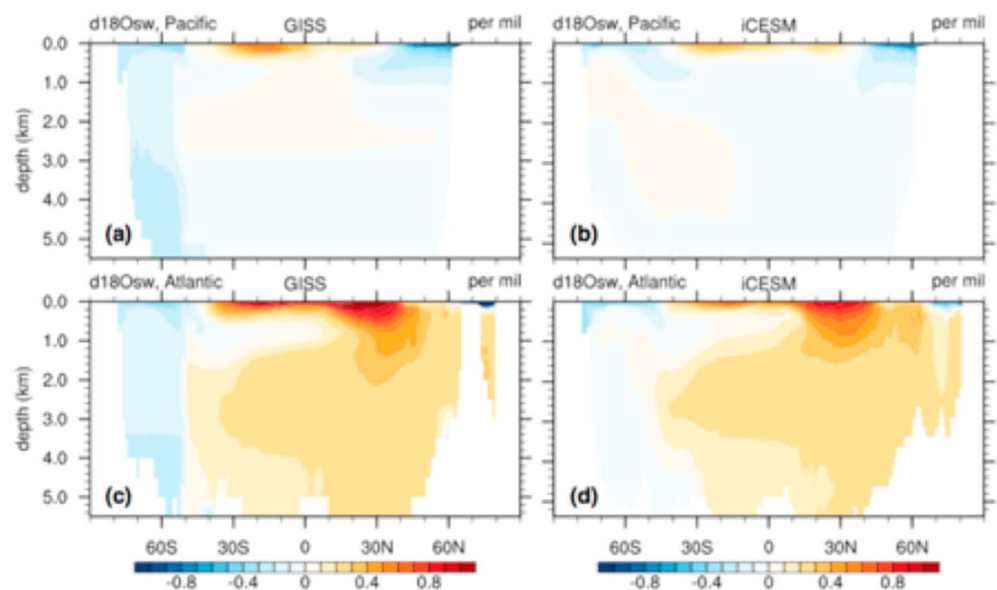 d18Osw, Pacific GISS per mil
d18Osw, Pacific iCESM per mil
0.0
1.0
2.0
3.0
4.0
5.0
depth (km)
(a)
(b)
d18Osw, Atlantic GISS per mil
d18Osw, Atlantic iCESM per mil
0.0
1.0
2.0
3.0
4.0
5.0
depth (km)
(c)
(d)
60S 30S 0 30N 60N
60S 30S 0 30N 60N
-0.8 -0.4 0 0.4 0.8
-0.8 -0.4 0 0.4 0.8